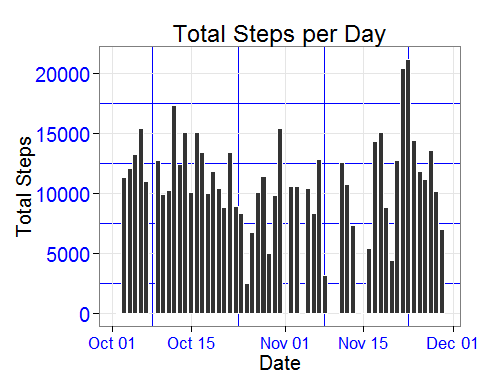 Total Steps per Day
Total Steps
20000
15000
10000
5000
0
Oct 01 Oct 15 Nov 01 Nov 15 Dec 01
Date